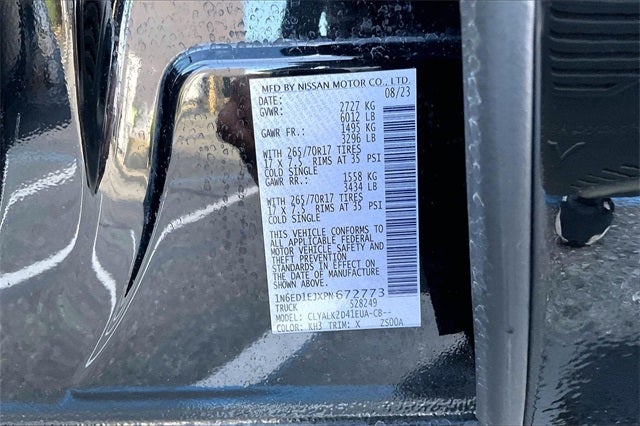 MFD BY NISSAN MOTOR CO., LTD.
DATE: 08/23
GVWR: 2727 KG
6012 LB
GAWR FR: 1495 KG
3296 LB
WITH 265/70R17 TIRES
17 X 7.5 RIMS AT 35 PSI
COLD SINGLE
GAWR RR: 1558 KG
3434 LB
WITH 265/70R17 TIRES
17 X 7.5 RIMS AT 35 PSI
COLD SINGLE
THIS VEHICLE CONFORMS TO
ALL APPLICABLE FEDERAL
MOTOR VEHICLE SAFETY AND
THEFT PREVENTION
STANDARDS IN EFFECT ON
THE DATE OF MANUFACTURE
SHOWN ABOVE.
1N6ED1EJXPN672773
TRUCK 528249
MODEL: CLYALK2D41EUA-CB--
COLOR: KH3 TRIM: X ZS00A